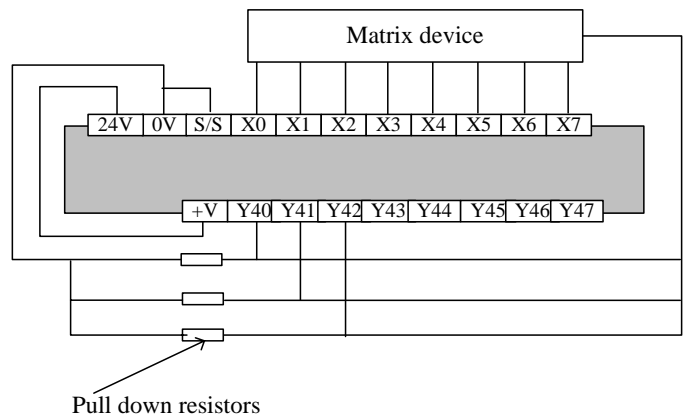 Matrix device
24V 0V S/S X0 X1 X2 X3 X4 X5 X6 X7
+V Y40 Y41 Y42 Y43 Y44 Y45 Y46 Y47
Pull down resistors